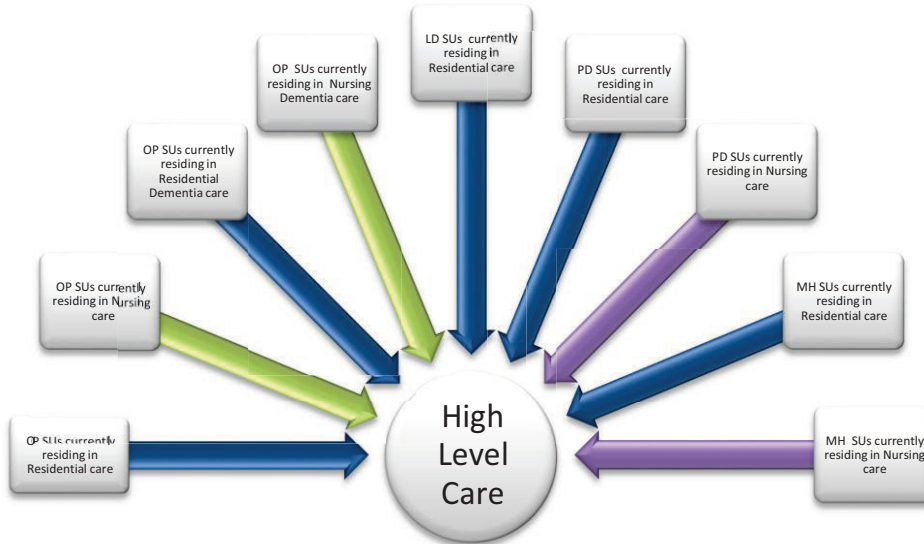 LD SUs currently
residing in
Residential care
OP SUs currently
residing in Nursing
Dementia care
PD SUs currently
residing in
Residential care
OP SUs currently
residing in
Residential
Dementia care
PD SUs currently
residing in Nursing
care
OP SUs currently
residing in Nursing
care
MH SUs currently
residing in
Residential care
OP SUs currently
residing in
Residential care
High
Level
Care
MH SUs currently
residing in Nursing
care